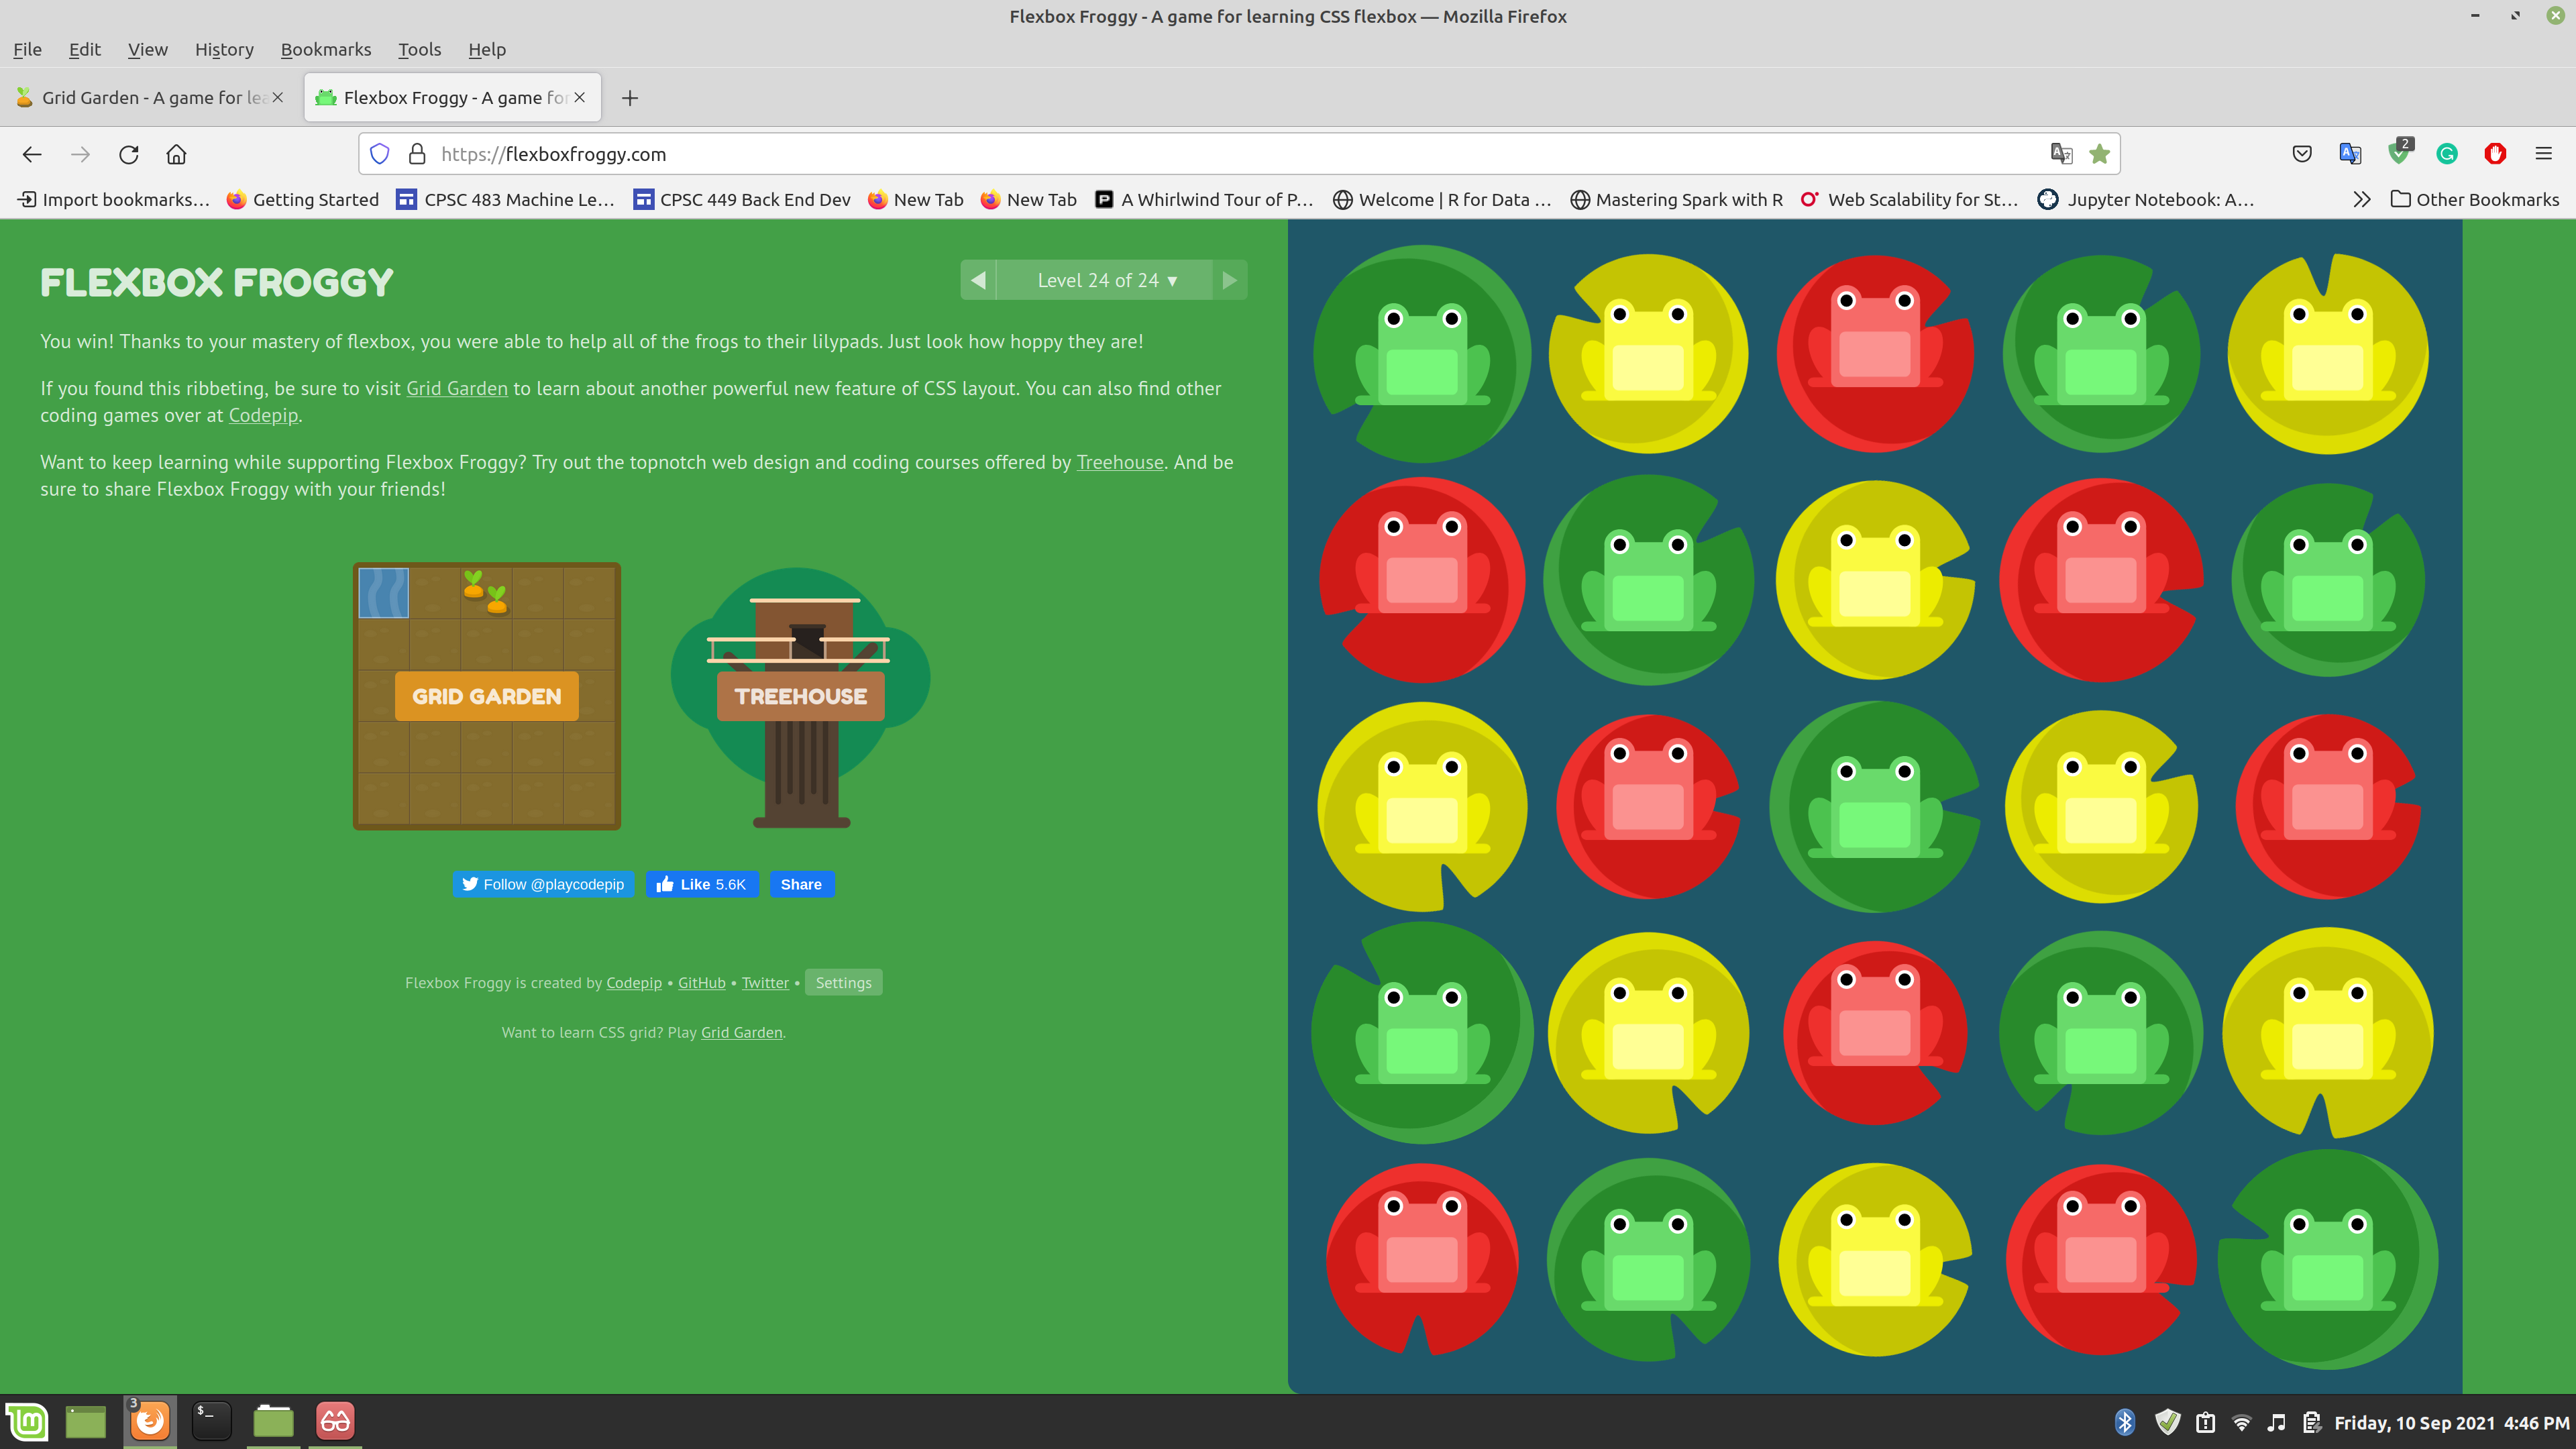 Flexbox Froggy - A game for learning CSS flexbox — Mozilla Firefox
File Edit View History Bookmarks Tools Help
Grid Garden - A game for lea Flexbox Froggy - A game for
https://flexboxfroggy.com
2
Import bookmarks... Getting Started CPSC 483 Machine Le... CPSC 449 Back End Dev New Tab New Tab A Whirlwind Tour of P... Welcome | R for Data ... Mastering Spark with R Web Scalability for St... Jupyter Notebook: A... Other Bookmarks
FLEXBOX FROGGY
Level 24 of 24 ▼
You win! Thanks to your mastery of flexbox, you were able to help all of the frogs to their lilypads. Just look how hoppy they are!
If you found this ribbeting, be sure to visit Grid Garden to learn about another powerful new feature of CSS layout. You can also find other
coding games over at Codepip.
Want to keep learning while supporting Flexbox Froggy? Try out the topnotch web design and coding courses offered by Treehouse. And be
sure to share Flexbox Froggy with your friends!
GRID GARDEN
TREEHOUSE
Follow @playcodepip Like 5.6K Share
Flexbox Froggy is created by Codepip • GitHub • Twitter • Settings
Want to learn CSS grid? Play Grid Garden.
3
$_
Friday, 10 Sep 2021 4:46 PM